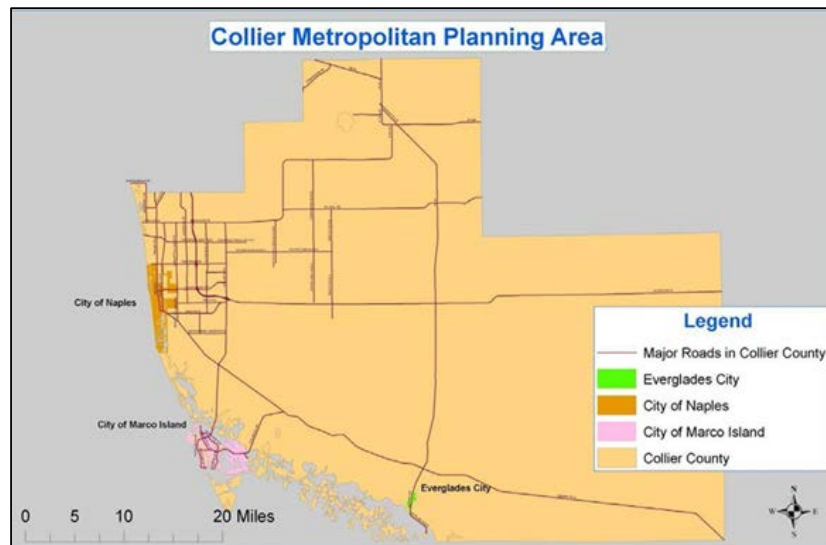 Collier Metropolitan Planning Area
City of Naples
City of Marco Island
Everglades City
Legend
Major Roads in Collier County
Everglades City
City of Naples
City of Marco Island
Collier County
0 5 10 20 Miles
N
W E
S